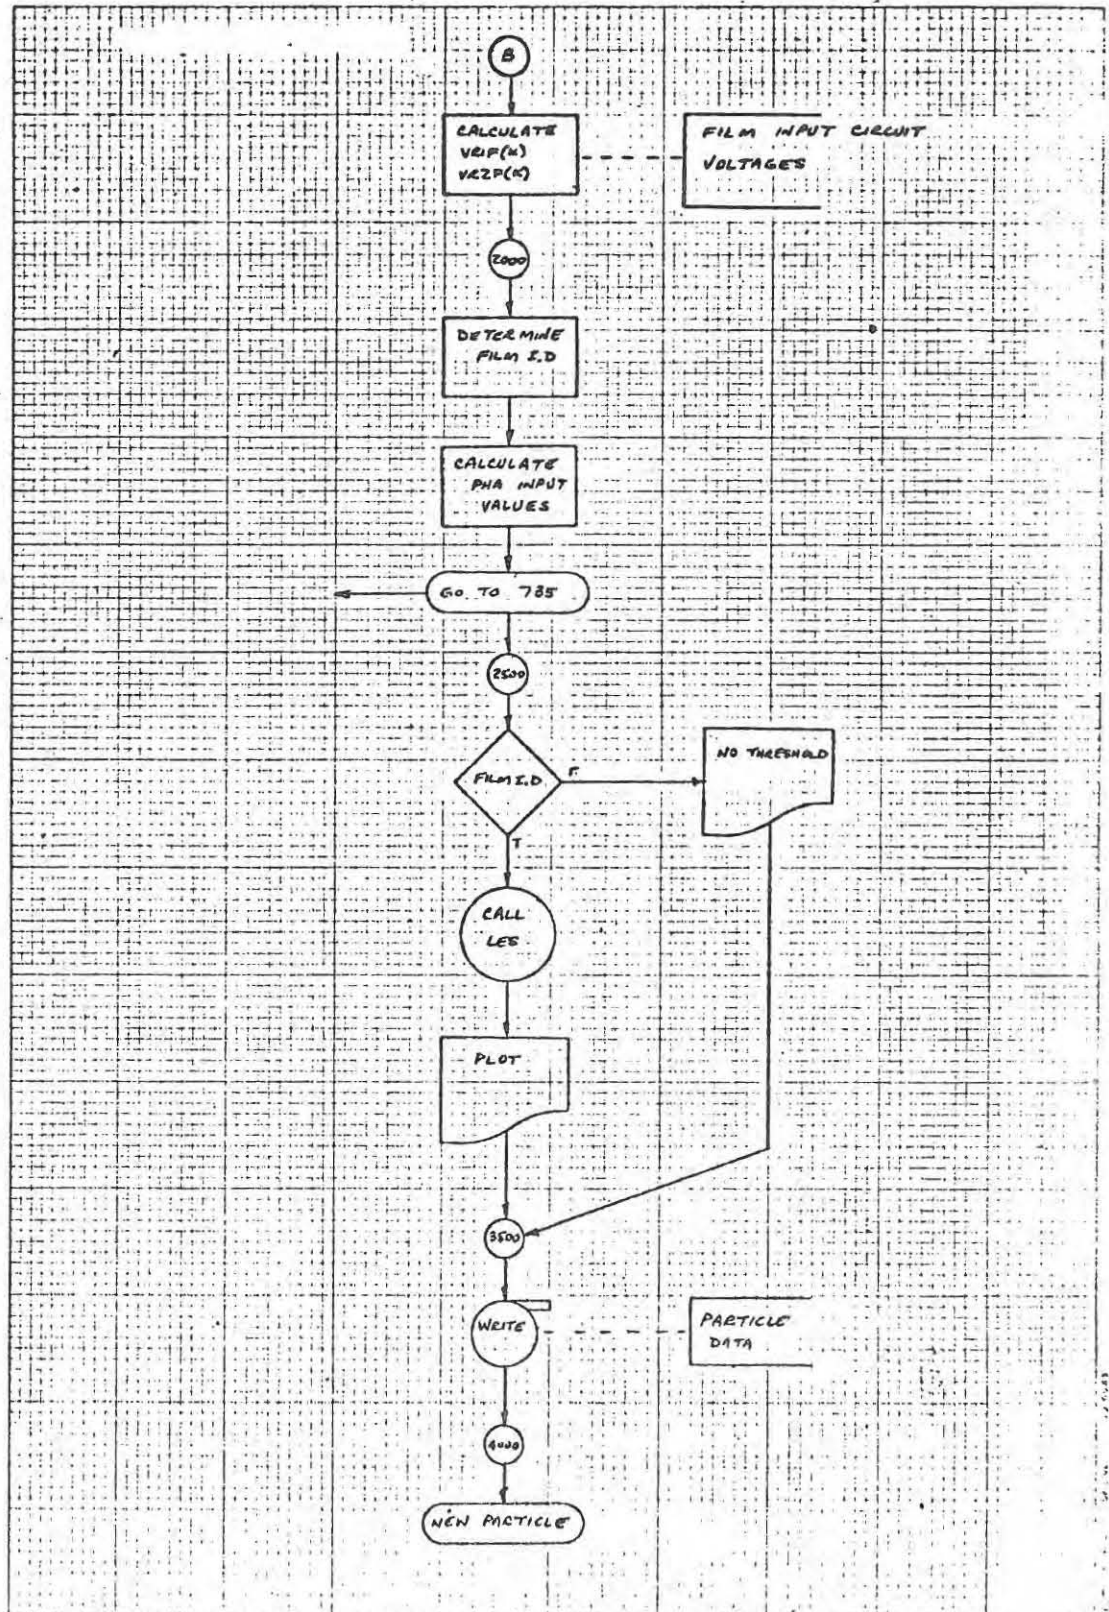 B
CALCULATE
VR1F(K)
VR2F(K)
FILM INPUT CIRCUIT
VOLTAGES
2000
DETERMINE
FILM I.D
CALCULATE
PHA INPUT
VALUES
GO TO 735
2500
FILM I.D
F
NO THRESHOLD
T
CALL
LES
PLOT
3500
WRITE
PARTICLE
DATA
4000
NEW PARTICLE